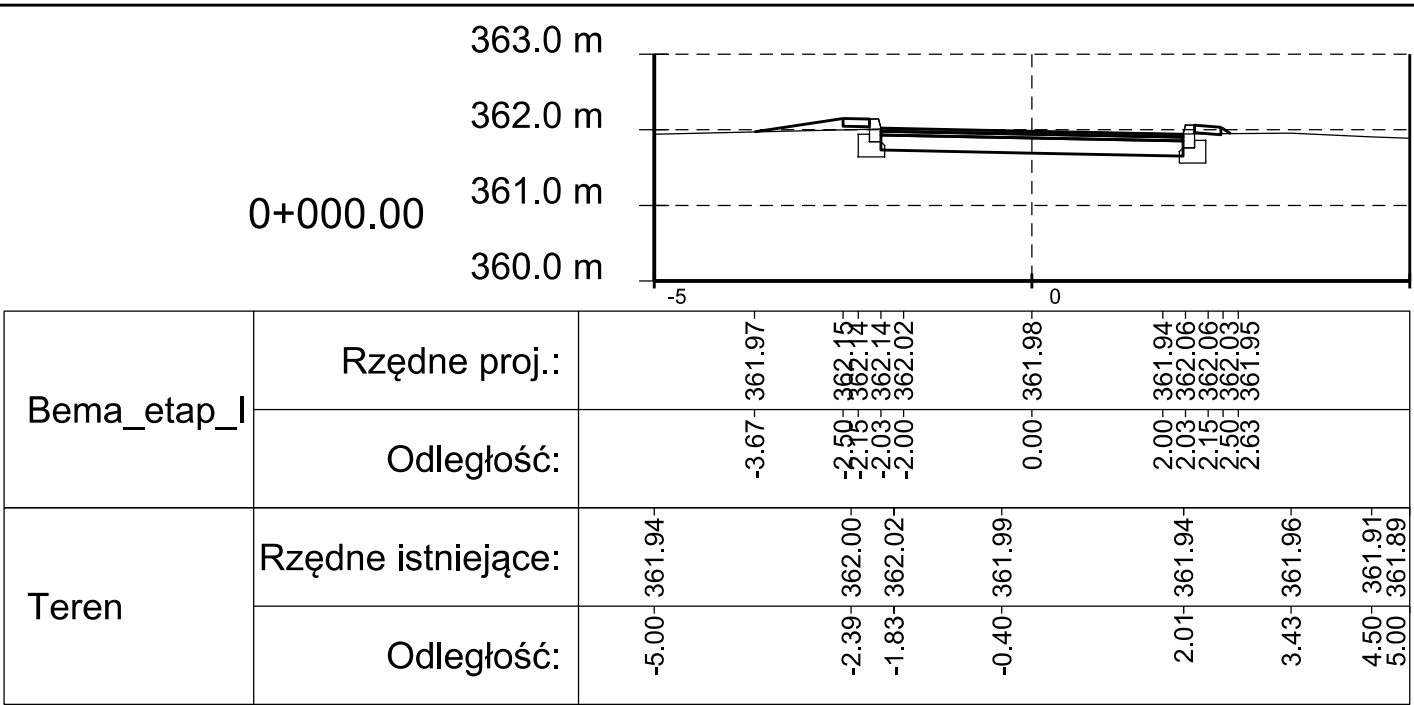 363.0 m
362.0 m
361.0 m
0+000.00
360.0 m
-5 0
Bema_etap_I
Rzędne proj.: 361.97 362.15 362.14 362.14 362.02 361.98 361.94 362.06 362.06 362.03 361.95
Odległość: -3.67 -2.50 -2.15 -2.03 -2.00 0.00 2.00 2.03 2.15 2.50 2.63
Teren
Rzędne istniejące: 361.94 362.00 362.02 361.99 361.94 361.96 361.91 361.89
Odległość: -5.00 -2.39 -1.83 -0.40 2.01 3.43 4.50 5.00